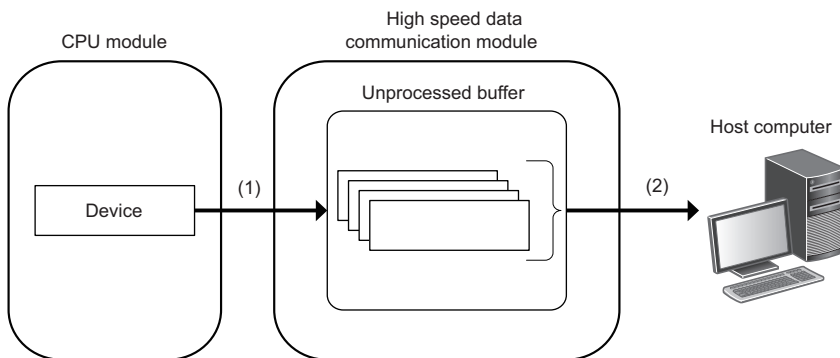 CPU module
High speed data
communication module
Unprocessed buffer
Host computer
Device
(1)
(2)